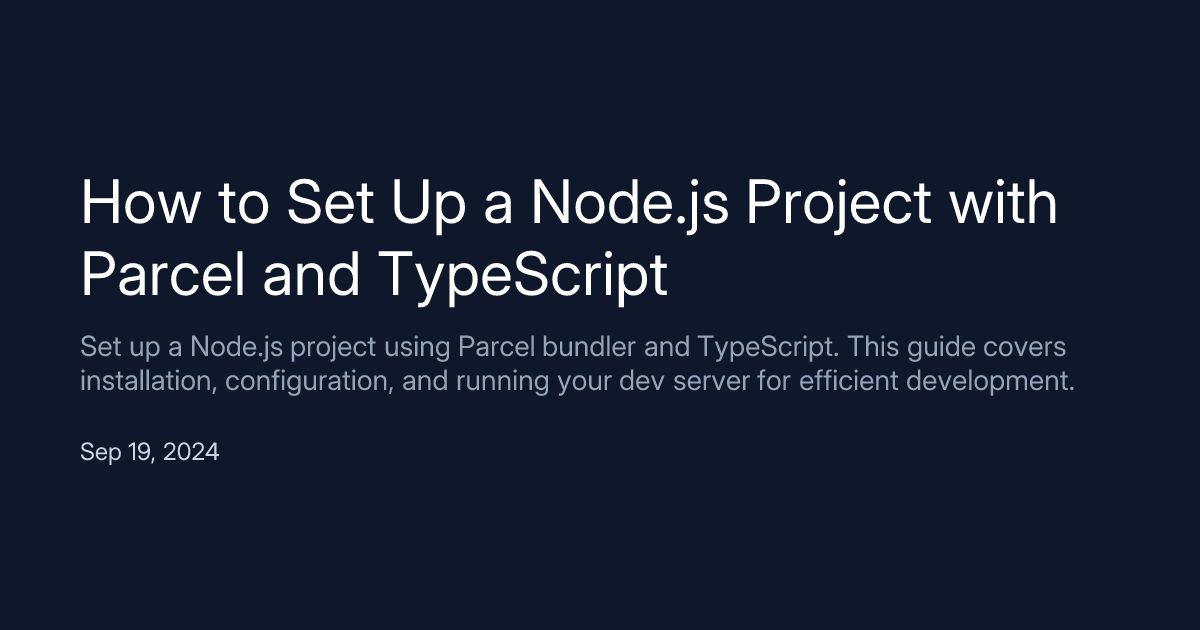 How to Set Up a Node.js Project with
Parcel and TypeScript
Set up a Node.js project using Parcel bundler and TypeScript. This guide covers
installation, configuration, and running your dev server for efficient development.
Sep 19, 2024